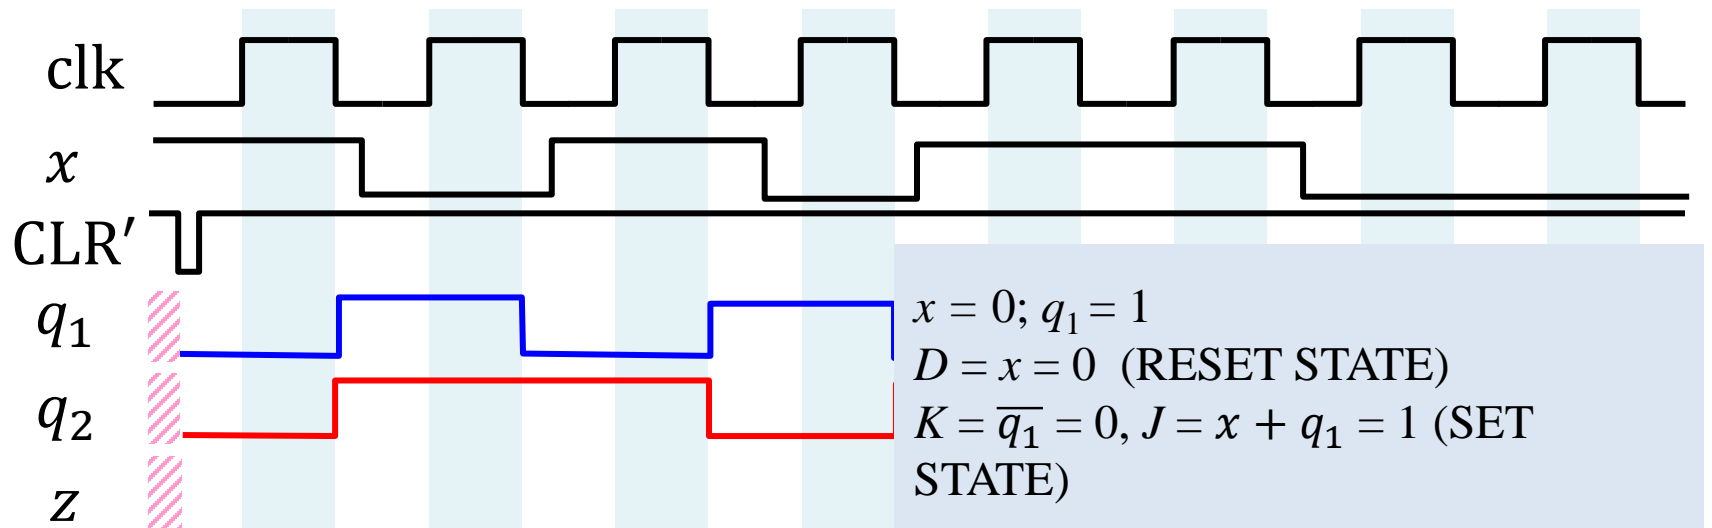 clk
x
CLR′
q₁
q₂
z
x = 0; q₁ = 1
D = x = 0 (RESET STATE)
K = q̅₁̅ = 0, J = x + q₁ = 1 (SET
STATE)